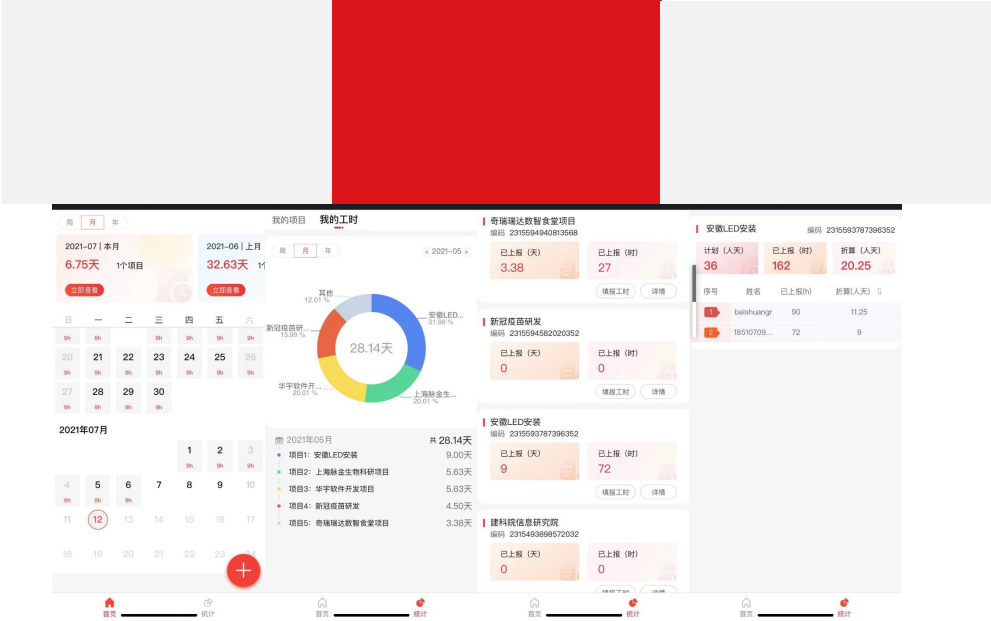 周 月 年
2021-07 | 本月
6.75天 1个项目
立即查看
2021-06 | 上月
32.63天
立即查看
日 一 二 三 四 五 六
9h 9h 9h 9h 9h 9h
20 21 22 23 24 25 26
9h 9h 9h 9h 9h 9h 9h
27 28 29 30
9h 9h 9h 9h
2021年07月
1 2 3
9h 9h 9h
4 5 6 7 8 9 10
9h 9h 9h
11 12 13 14 15 16 17
18 19 20 21 22 23 24
首页 统计
我的项目 我的工时
周 月 年
< 2021-05 >
其他
12.01 %
安徽LED...
31.98 %
新冠疫苗研...
15.99 %
28.14天
华宇软件开...
20.01 %
上海脉金生...
20.01 %
2021年05月 共 28.14天
项目1: 安徽LED安装 9.00天
项目2: 上海脉金生物科研项目 5.63天
项目3: 华宇软件开发项目 5.63天
项目4: 新冠疫苗研发 4.50天
项目5: 奇瑞瑞达数智食堂项目 3.38天
首页 统计
奇瑞瑞达数智食堂项目
编码 2315594940813568
已上报（天） 已上报（时）
3.38 27
填报工时 详情
新冠疫苗研发
编码 2315594582020352
已上报（天） 已上报（时）
0 0
填报工时 详情
安徽LED安装
编码 2315593787396352
已上报（天） 已上报（时）
9 72
填报工时 详情
建科院信息研究院
编码 2315493898572032
已上报（天） 已上报（时）
0 0
填报工时 详情
首页 统计
安徽LED安装 编码 2315593787396352
计划（人天） 已上报（时） 折算（人天）
36 162 20.25
序号 姓名 已上报(h) 折算(人天)
1 baishuangr 90 11.25
2 18510709... 72 9
首页 统计